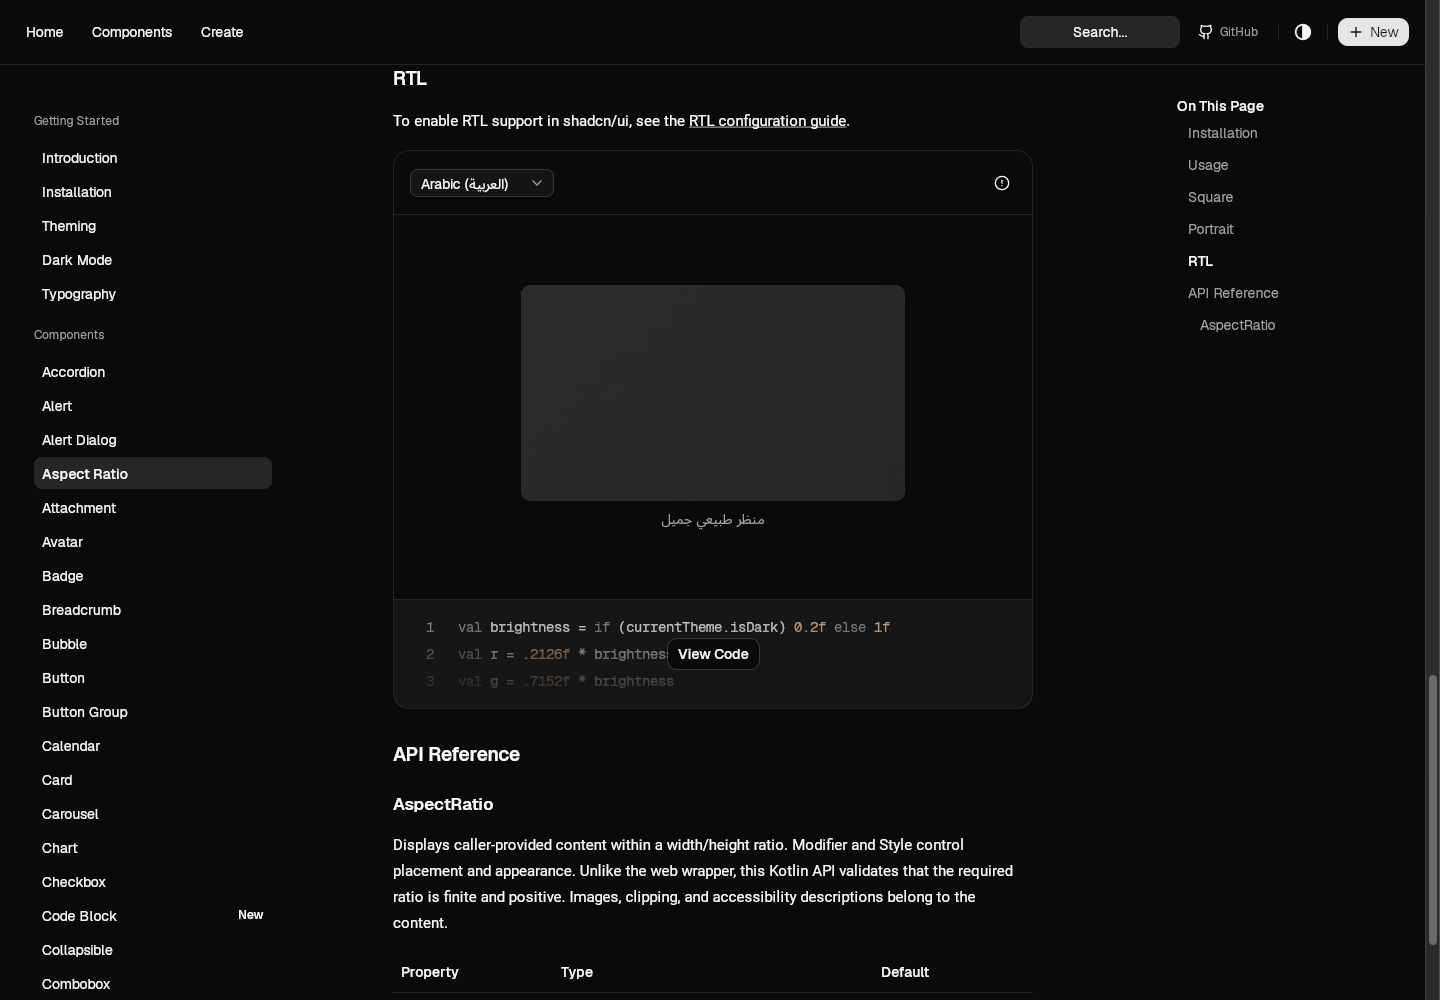 Home
Components
Create
Search...
GitHub
New
Getting Started
Introduction
Installation
Theming
Dark Mode
Typography
Components
Accordion
Alert
Alert Dialog
Aspect Ratio
Attachment
Avatar
Badge
Breadcrumb
Bubble
Button
Button Group
Calendar
Card
Carousel
Chart
Checkbox
Code Block
New
Collapsible
Combobox
RTL
To enable RTL support in shadcn/ui, see the RTL configuration guide.
Arabic (العربية)
منظر طبيعي جميل
1 val brightness = if (currentTheme.isDark) 0.2f else 1f
2 val r = .2126f * brightnes
View Code
3 val g = .7152f * brightness
API Reference
AspectRatio
Displays caller-provided content within a width/height ratio. Modifier and Style control
placement and appearance. Unlike the web wrapper, this Kotlin API validates that the required
ratio is finite and positive. Images, clipping, and accessibility descriptions belong to the
content.
Property Type Default
On This Page
Installation
Usage
Square
Portrait
RTL
API Reference
AspectRatio